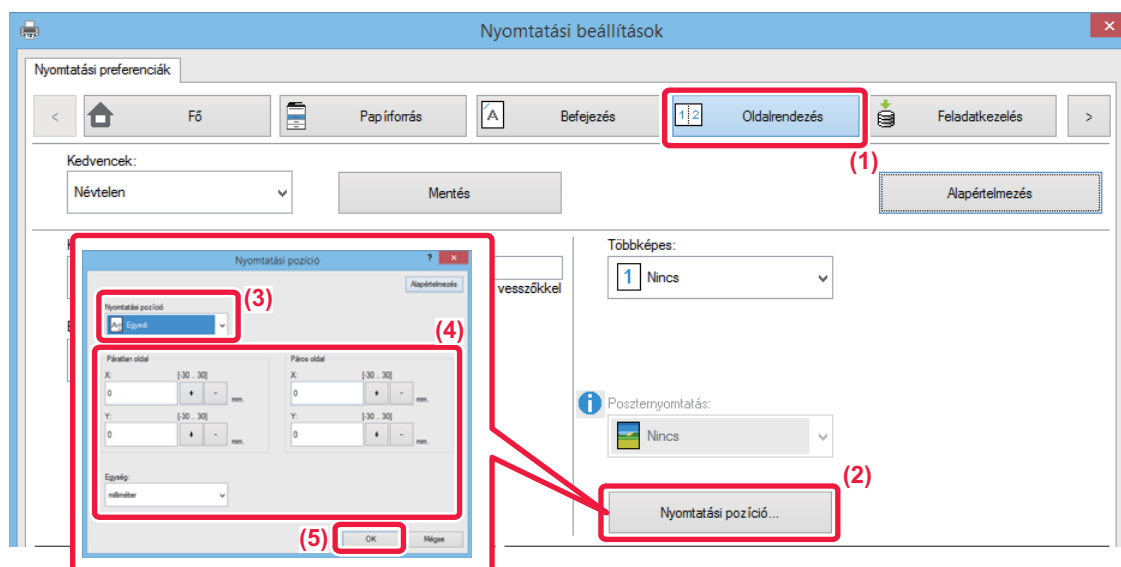 Nyomtatási beállítások
Nyomtatási preferenciák
< Fő Papírforrás Befejezés Oldalrendezés Feladatkezelés >
(1)
Kedvencek:
Névtelen Mentés Alapértelmezés
Többképes:
1 Nincs
vesszőkkel
Nyomtatási pozíció ?
Alapértelmezés
Nyomtatási pozíció
(3)
Egyedi
(4)
Páratlan oldal Páros oldal
X: [-30 .. 30] X: [-30 .. 30]
0 + - mm. 0 + - mm.
Y: [-30 .. 30] Y: [-30 .. 30]
0 + - mm. 0 + - mm.
Egység:
milliméter
(5) OK Mégse
Poszternyomtatás:
Nincs
(2)
Nyomtatási pozíció...